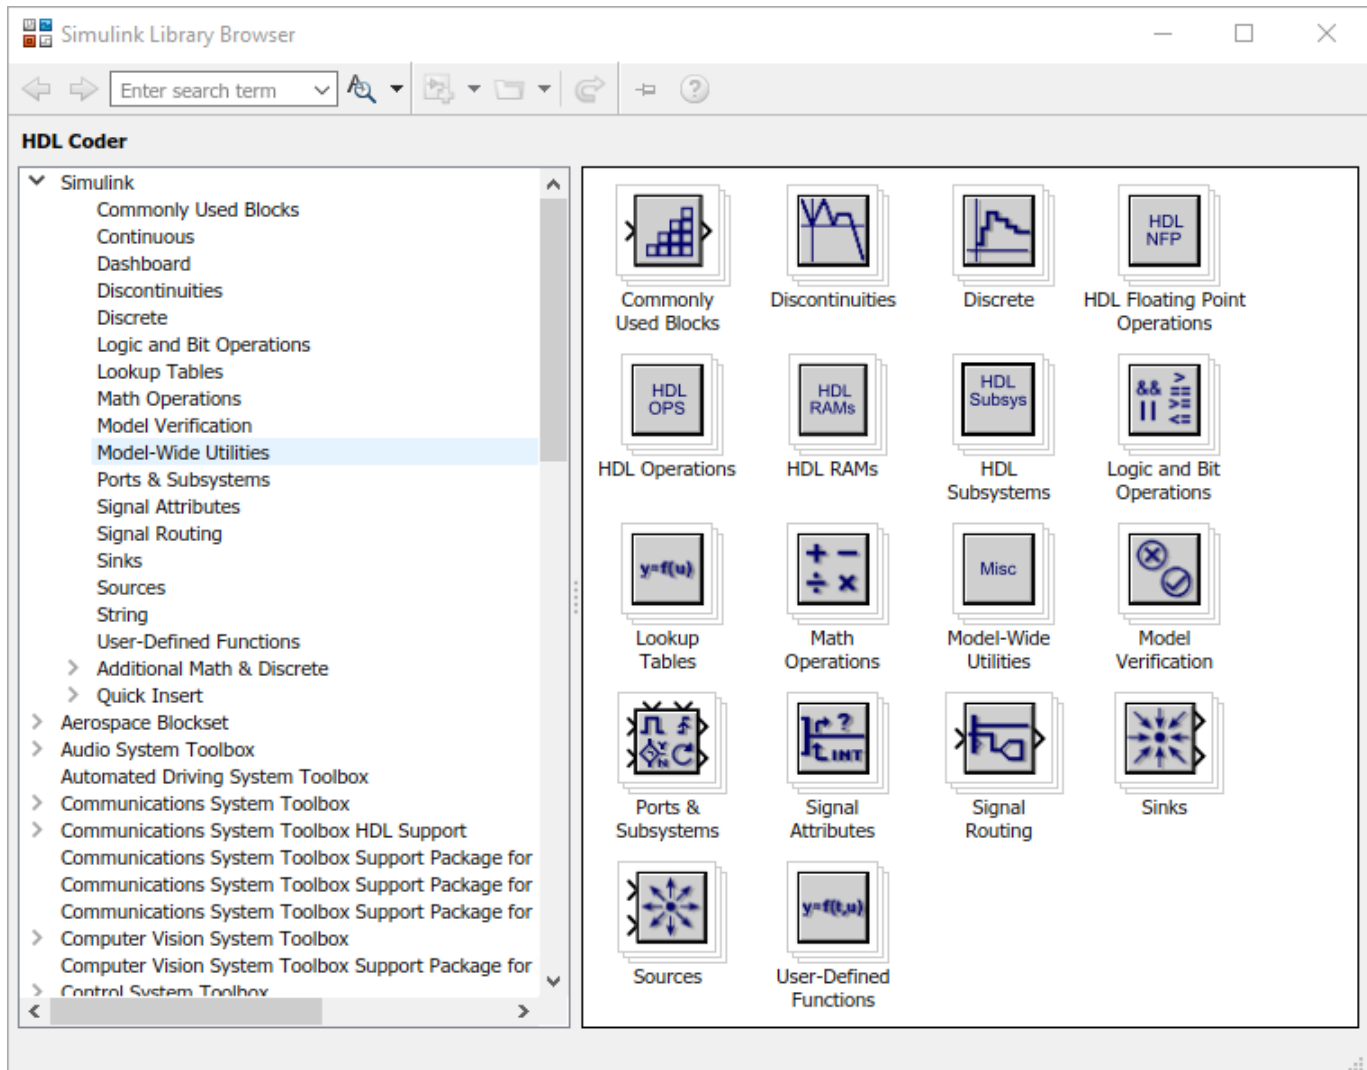 Simulink Library Browser
Enter search term
HDL Coder
Simulink
Commonly Used Blocks
Continuous
Dashboard
Discontinuities
Discrete
Logic and Bit Operations
Lookup Tables
Math Operations
Model Verification
Model-Wide Utilities
Ports & Subsystems
Signal Attributes
Signal Routing
Sinks
Sources
String
User-Defined Functions
Additional Math & Discrete
Quick Insert
Aerospace Blockset
Audio System Toolbox
Automated Driving System Toolbox
Communications System Toolbox
Communications System Toolbox HDL Support
Communications System Toolbox Support Package for
Communications System Toolbox Support Package for
Communications System Toolbox Support Package for
Computer Vision System Toolbox
Computer Vision System Toolbox Support Package for
Control System Toolbox
Commonly
Used Blocks
Discontinuities
Discrete
HDL
NFP
HDL Floating Point
Operations
HDL
OPS
HDL Operations
HDL
RAMs
HDL RAMs
HDL
Subsys
HDL
Subsystems
&& >
== 
|| >=
<=
Logic and Bit
Operations
y=f(u)
Lookup
Tables
+ −
÷ ×
Math
Operations
Misc
Model-Wide
Utilities
Model
Verification
Y
N
Ports &
Subsystems
?
INT
Signal
Attributes
Signal
Routing
Sinks
Sources
y=f(t,u)
User-Defined
Functions